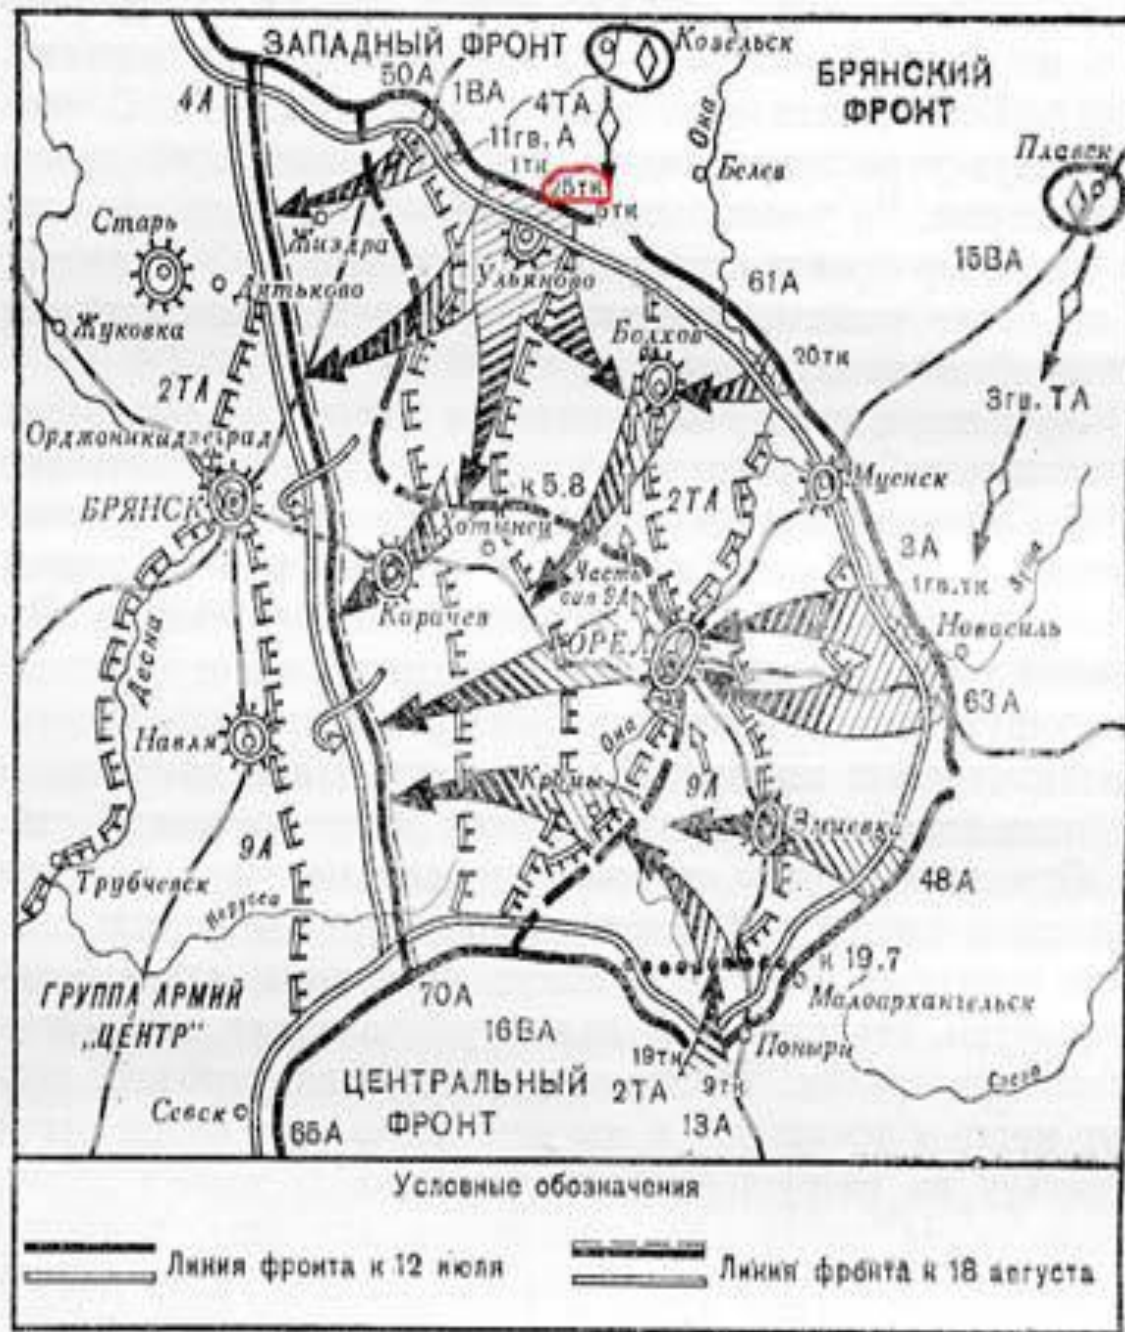 ЗАПАДНЫЙ ФРОНТ
Козельск
БРЯНСКИЙ
ФРОНТ
50А
1ВА
4ТА
4А
11гв. А
1тк
25тк
5тк
Ока
Белев
Плавск
Старь
Жиздра
Ульяново
15ВА
61А
Дятьково
Жуковка
Болхов
20тк
3гв. ТА
2ТА
Орджоникидзеград
БРЯНСК
к 5.8
2ТА
Мценск
3А
1гв. тк
Хотынец
Часть
сил 9А
Карачев
ОРЕЛ
Новосиль
Десна
63А
Навля
Ока
Кромы
9А
Змиевка
9А
Трубчевск
48А
Нерусса
к 19.7
ГРУППА АРМИЙ
„ЦЕНТР"
70А
Малоархангельск
16ВА
19тк
Поныри
ЦЕНТРАЛЬНЫЙ
ФРОНТ
2ТА
9тк
Сосна
Севск
65А
13А
Условные обозначения
Линия фронта к 12 июля
Линия фронта к 18 августа